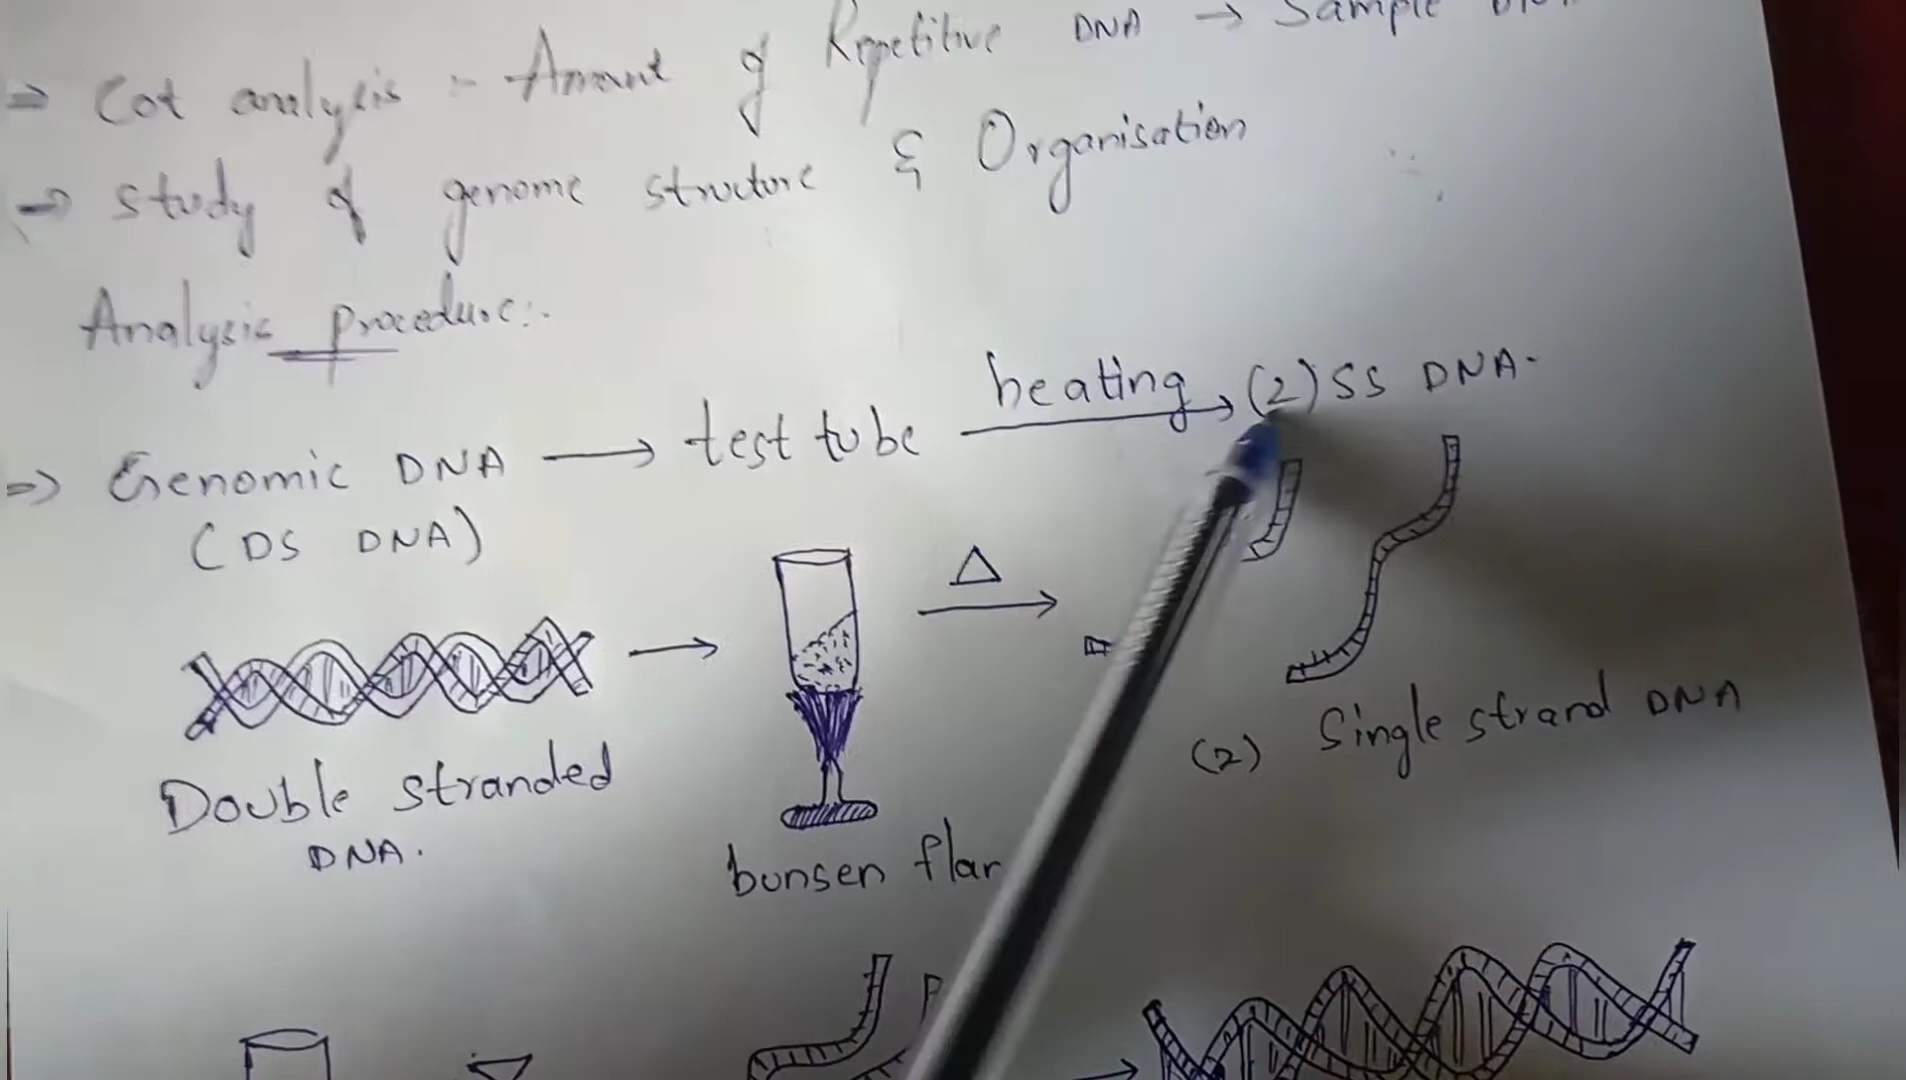 ⇒ Cot analysis :- Amount of Repetitive DNA → Sample
→ study of genome structure & Organisation
Analysis procedure:-
⇒ Genomic DNA → test tube heating → (2) SS DNA.
(DS DNA)
Δ
Double stranded
DNA.
(2) Single strand DNA
bunsen